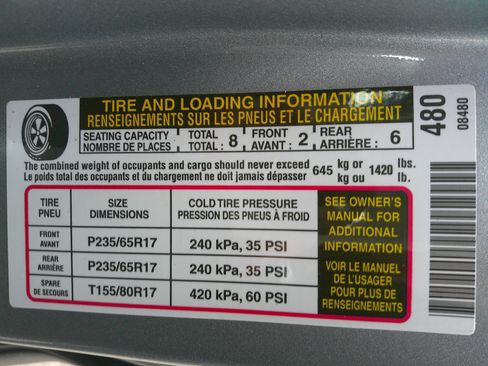 TIRE AND LOADING INFORMATION
RENSEIGNEMENTS SUR LES PNEUS ET LE CHARGEMENT
SEATING CAPACITY TOTAL FRONT REAR
NOMBRE DE PLACES TOTAL : 8 AVANT : 2 ARRIÈRE : 6
The combined weight of occupants and cargo should never exceed 645 kg or 1420 lbs.
Le poids total des occupants et du chargement ne doit jamais dépasser kg ou lb.
TIRE SIZE COLD TIRE PRESSURE
PNEU DIMENSIONS PRESSION DES PNEUS À FROID
FRONT
AVANT P235/65R17 240 kPa, 35 PSI
REAR
ARRIÈRE P235/65R17 240 kPa, 35 PSI
SPARE
DE SECOURS T155/80R17 420 kPa, 60 PSI
SEE OWNER'S
MANUAL FOR
ADDITIONAL
INFORMATION
VOIR LE MANUEL
DE L'USAGER
POUR PLUS DE
RENSEIGNEMENTS
480
08480